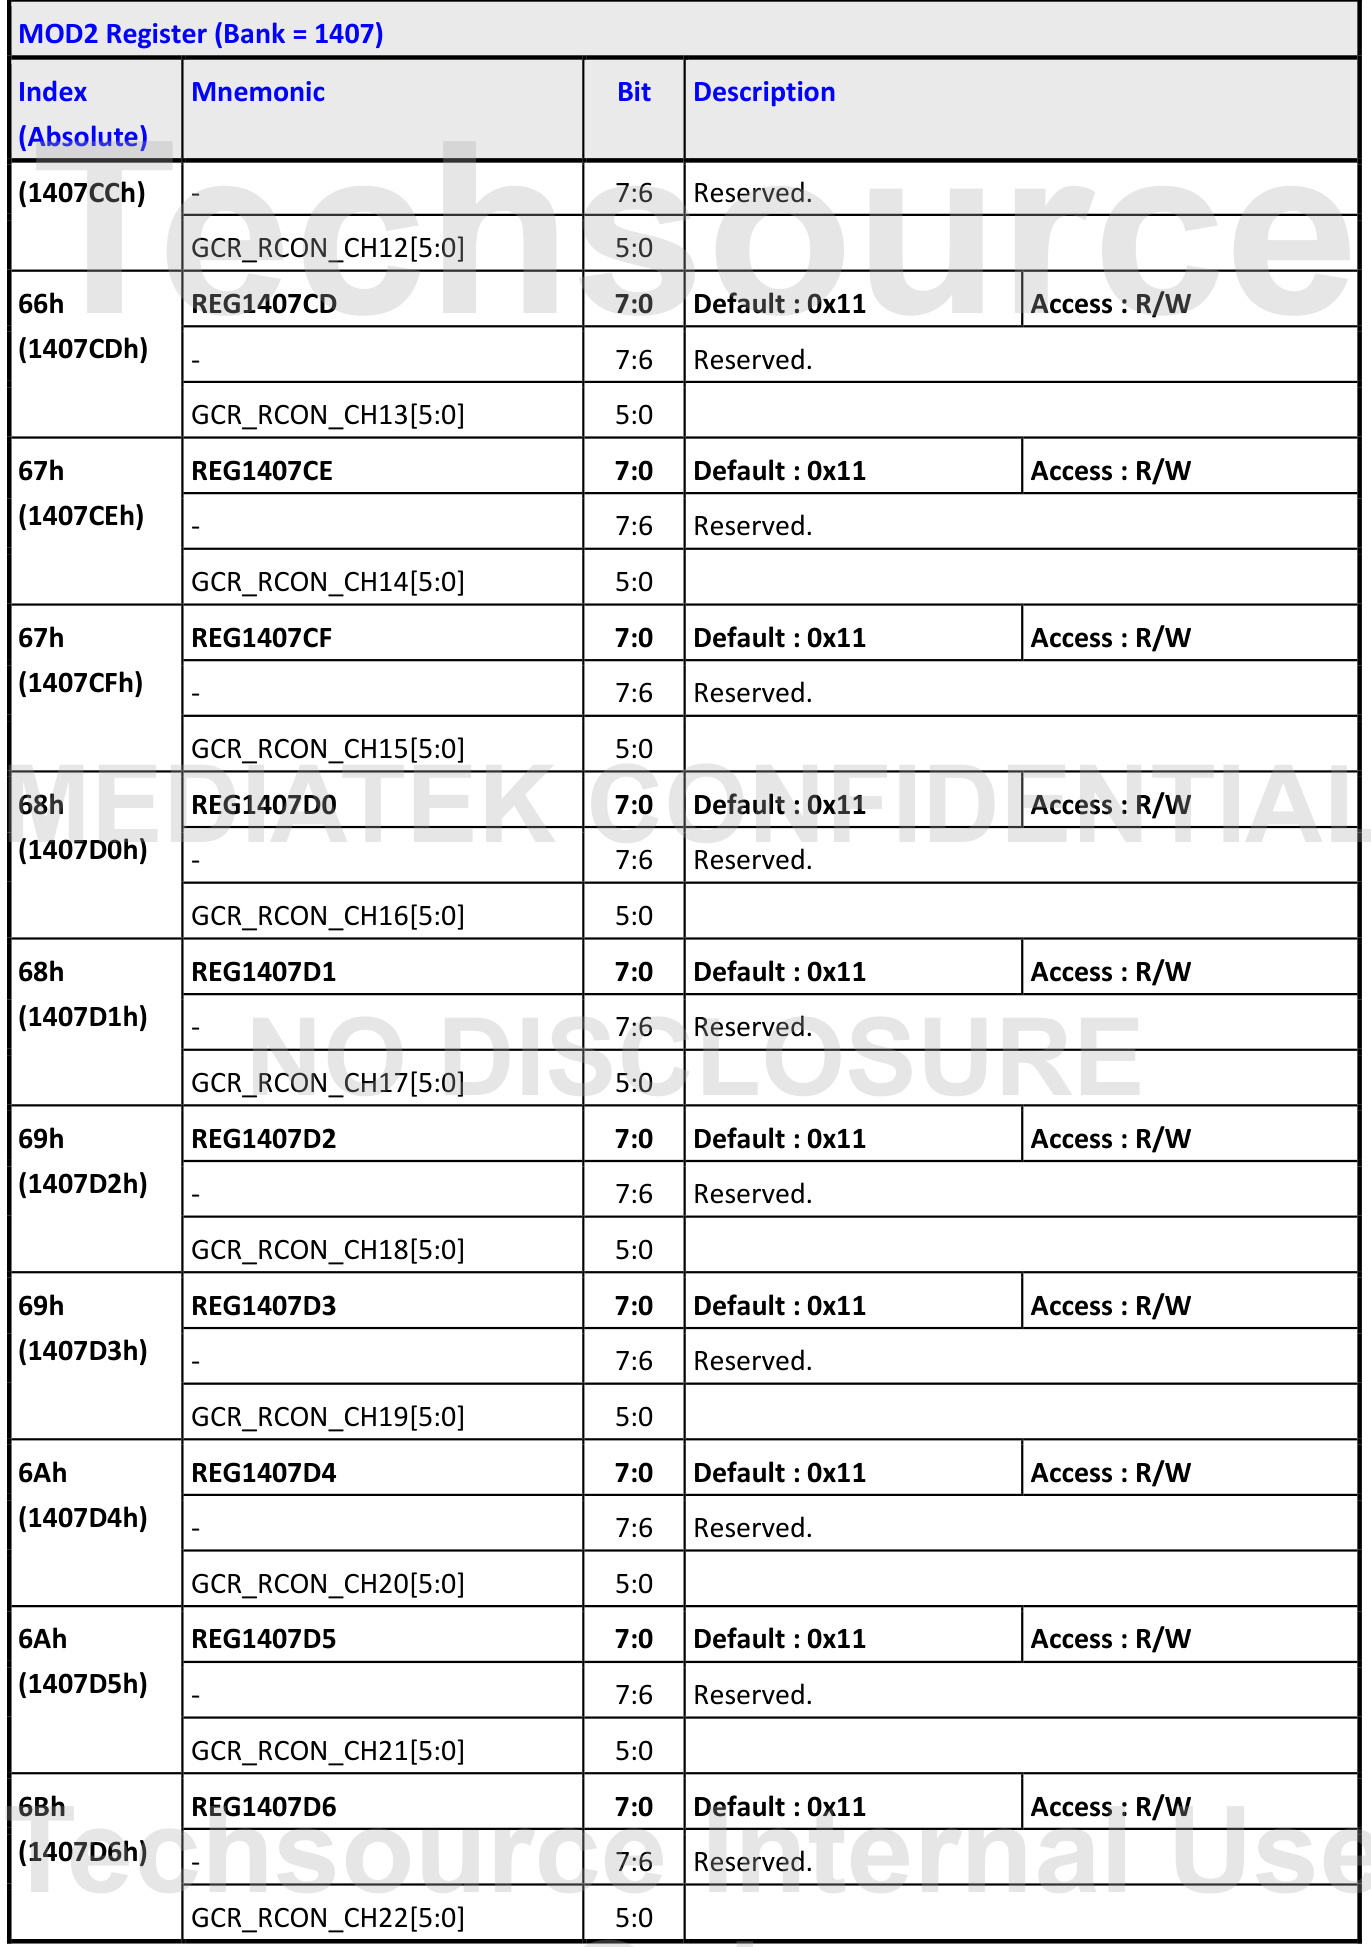 MOD2 Register (Bank = 1407)
Index Mnemonic Bit Description
(Absolute)
(1407CCh) - 7:6 Reserved.
GCR_RCON_CH12[5:0] 5:0
66h REG1407CD 7:0 Default : 0x11 Access : R/W
(1407CDh) - 7:6 Reserved.
GCR_RCON_CH13[5:0] 5:0
67h REG1407CE 7:0 Default : 0x11 Access : R/W
(1407CEh) - 7:6 Reserved.
GCR_RCON_CH14[5:0] 5:0
67h REG1407CF 7:0 Default : 0x11 Access : R/W
(1407CFh) - 7:6 Reserved.
GCR_RCON_CH15[5:0] 5:0
68h REG1407D0 7:0 Default : 0x11 Access : R/W
(1407D0h) - 7:6 Reserved.
GCR_RCON_CH16[5:0] 5:0
68h REG1407D1 7:0 Default : 0x11 Access : R/W
(1407D1h) - 7:6 Reserved.
GCR_RCON_CH17[5:0] 5:0
69h REG1407D2 7:0 Default : 0x11 Access : R/W
(1407D2h) - 7:6 Reserved.
GCR_RCON_CH18[5:0] 5:0
69h REG1407D3 7:0 Default : 0x11 Access : R/W
(1407D3h) - 7:6 Reserved.
GCR_RCON_CH19[5:0] 5:0
6Ah REG1407D4 7:0 Default : 0x11 Access : R/W
(1407D4h) - 7:6 Reserved.
GCR_RCON_CH20[5:0] 5:0
6Ah REG1407D5 7:0 Default : 0x11 Access : R/W
(1407D5h) - 7:6 Reserved.
GCR_RCON_CH21[5:0] 5:0
6Bh REG1407D6 7:0 Default : 0x11 Access : R/W
(1407D6h) - 7:6 Reserved.
GCR_RCON_CH22[5:0] 5:0
Techsource
MEDIATEK CONFIDENTIAL
NO DISCLOSURE
Techsource Internal Use